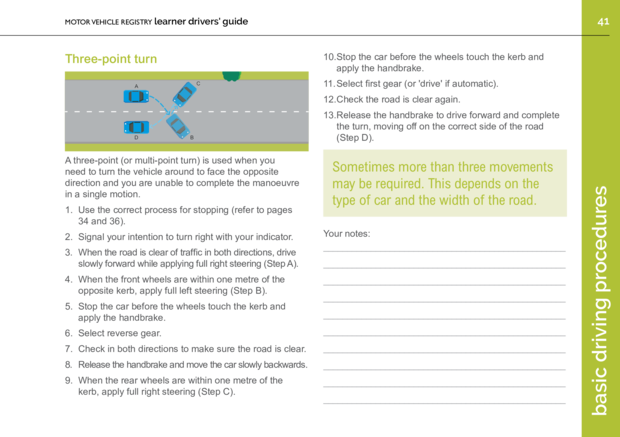 MOTOR VEHICLE REGISTRY learner drivers' guide
41
Three-point turn
A
C
D
B
A three-point (or multi-point turn) is used when you
need to turn the vehicle around to face the opposite
direction and you are unable to complete the manoeuvre
in a single motion.
1. Use the correct process for stopping (refer to pages
34 and 36).
2. Signal your intention to turn right with your indicator.
3. When the road is clear of traffic in both directions, drive
slowly forward while applying full right steering (Step A).
4. When the front wheels are within one metre of the
opposite kerb, apply full left steering (Step B).
5. Stop the car before the wheels touch the kerb and
apply the handbrake.
6. Select reverse gear.
7. Check in both directions to make sure the road is clear.
8. Release the handbrake and move the car slowly backwards.
9. When the rear wheels are within one metre of the
kerb, apply full right steering (Step C).
10.Stop the car before the wheels touch the kerb and
apply the handbrake.
11.Select first gear (or 'drive' if automatic).
12.Check the road is clear again.
13.Release the handbrake to drive forward and complete
the turn, moving off on the correct side of the road
(Step D).
Sometimes more than three movements
may be required. This depends on the
type of car and the width of the road.
Your notes:
basic driving procedures